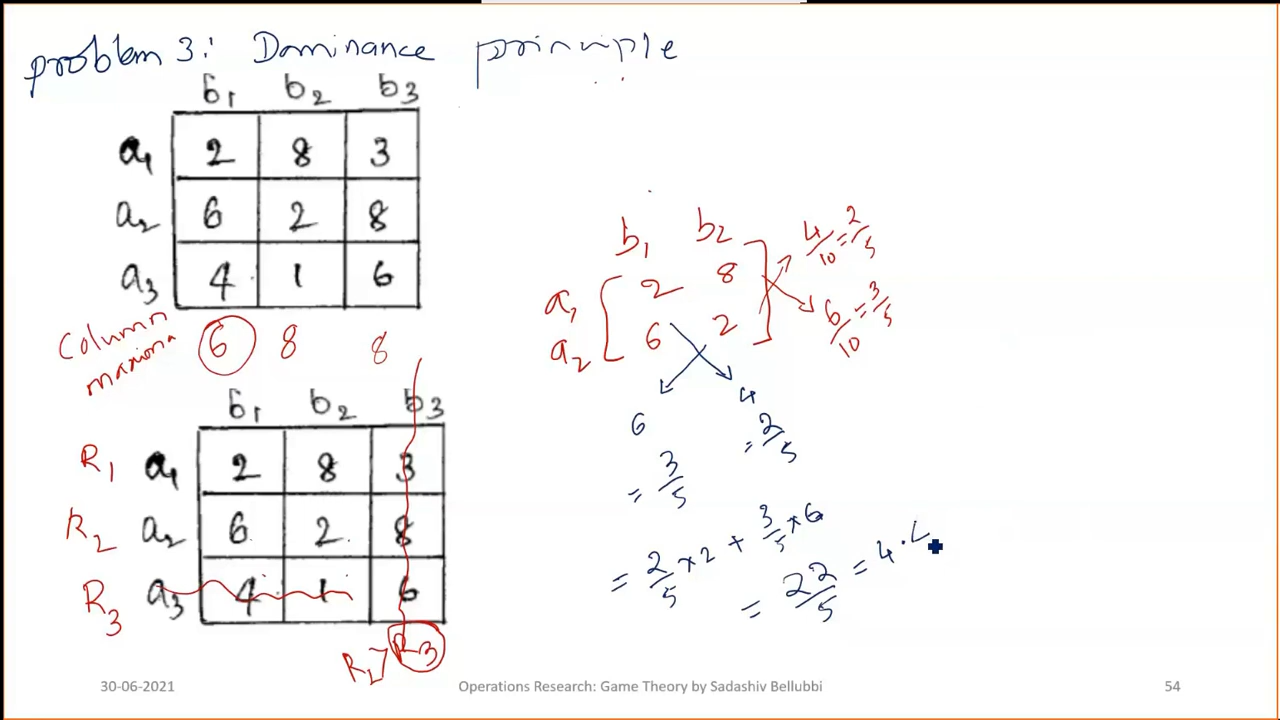 problem 3: Dominance principle
b1 b2 b3
a1 2 8 3
a2 6 2 8
a3 4 1 6
Column maxima 6 8 8
b1 b2 b3
R1 a1 2 8 3
R2 a2 6 2 8
R3 a3 4 1 6
R2 > R3
b1 b2
a1 2 8
a2 6 2
4/10 = 2/5
6/10 = 3/5
6 4
= 3/5 = 2/5
= 2/5 × 2 + 3/5 × 6
= 22/5 = 4.4
30-06-2021 Operations Research: Game Theory by Sadashiv Bellubbi 54